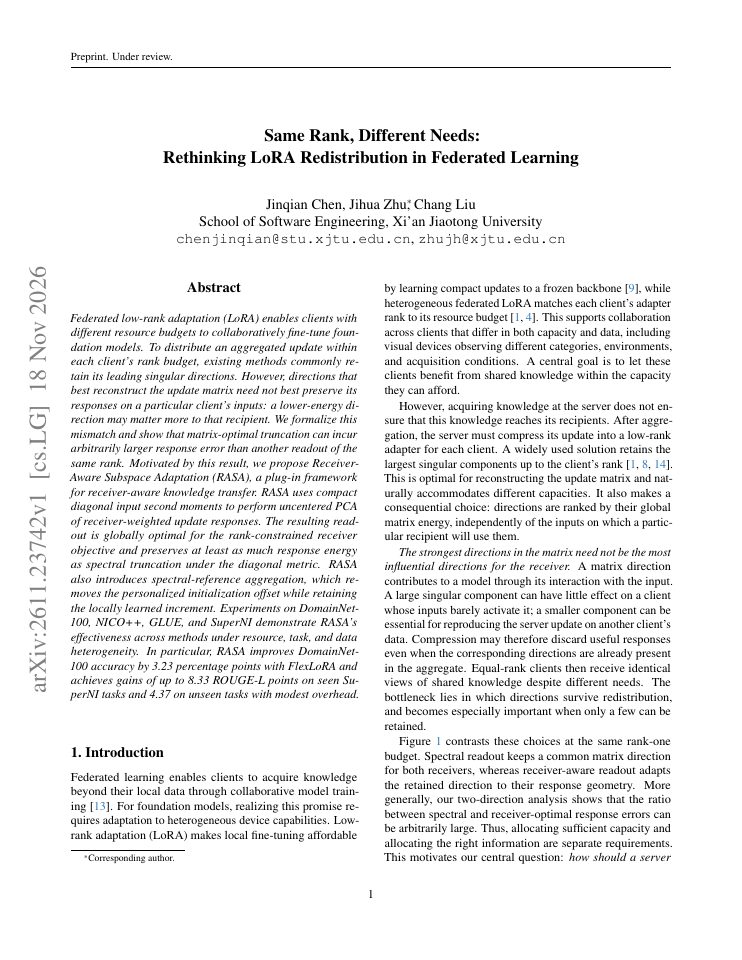 Preprint. Under review.
Same Rank, Different Needs:
Rethinking LoRA Redistribution in Federated Learning
Jinqian Chen, Jihua Zhu,* Chang Liu
School of Software Engineering, Xi'an Jiaotong University
chenjinqian@stu.xjtu.edu.cn, zhujh@xjtu.edu.cn
arXiv:2611.23742v1 [cs.LG] 18 Nov 2026
Abstract
Federated low-rank adaptation (LoRA) enables clients with
different resource budgets to collaboratively fine-tune foun-
dation models. To distribute an aggregated update within
each client's rank budget, existing methods commonly re-
tain its leading singular directions. However, directions that
best reconstruct the update matrix need not best preserve its
responses on a particular client's inputs: a lower-energy di-
rection may matter more to that recipient. We formalize this
mismatch and show that matrix-optimal truncation can incur
arbitrarily larger response error than another readout of the
same rank. Motivated by this result, we propose Receiver-
Aware Subspace Adaptation (RASA), a plug-in framework
for receiver-aware knowledge transfer. RASA uses compact
diagonal input second moments to perform uncentered PCA
of receiver-weighted update responses. The resulting read-
out is globally optimal for the rank-constrained receiver
objective and preserves at least as much response energy
as spectral truncation under the diagonal metric. RASA
also introduces spectral-reference aggregation, which re-
moves the personalized initialization offset while retaining
the locally learned increment. Experiments on DomainNet-
100, NICO++, GLUE, and SuperNI demonstrate RASA's
effectiveness across methods under resource, task, and data
heterogeneity. In particular, RASA improves DomainNet-
100 accuracy by 3.23 percentage points with FlexLoRA and
achieves gains of up to 8.33 ROUGE-L points on seen Su-
perNI tasks and 4.37 on unseen tasks with modest overhead.
1. Introduction
Federated learning enables clients to acquire knowledge
beyond their local data through collaborative model train-
ing [13]. For foundation models, realizing this promise re-
quires adaptation to heterogeneous device capabilities. Low-
rank adaptation (LoRA) makes local fine-tuning affordable
*Corresponding author.
by learning compact updates to a frozen backbone [9], while
heterogeneous federated LoRA matches each client's adapter
rank to its resource budget [1, 4]. This supports collaboration
across clients that differ in both capacity and data, including
visual devices observing different categories, environments,
and acquisition conditions. A central goal is to let these
clients benefit from shared knowledge within the capacity
they can afford.
However, acquiring knowledge at the server does not en-
sure that this knowledge reaches its recipients. After aggre-
gation, the server must compress its update into a low-rank
adapter for each client. A widely used solution retains the
largest singular components up to the client's rank [1, 8, 14].
This is optimal for reconstructing the update matrix and nat-
urally accommodates different capacities. It also makes a
consequential choice: directions are ranked by their global
matrix energy, independently of the inputs on which a partic-
ular recipient will use them.
The strongest directions in the matrix need not be the most
influential directions for the receiver. A matrix direction
contributes to a model through its interaction with the input.
A large singular component can have little effect on a client
whose inputs barely activate it; a smaller component can be
essential for reproducing the server update on another client's
data. Compression may therefore discard useful responses
even when the corresponding directions are already present
in the aggregate. Equal-rank clients then receive identical
views of shared knowledge despite different needs. The
bottleneck lies in which directions survive redistribution,
and becomes especially important when only a few can be
retained.
Figure 1 contrasts these choices at the same rank-one
budget. Spectral readout keeps a common matrix direction
for both receivers, whereas receiver-aware readout adapts
the retained direction to their response geometry. More
generally, our two-direction analysis shows that the ratio
between spectral and receiver-optimal response errors can
be arbitrarily large. Thus, allocating sufficient capacity and
allocating the right information are separate requirements.
This motivates our central question: how should a server
1